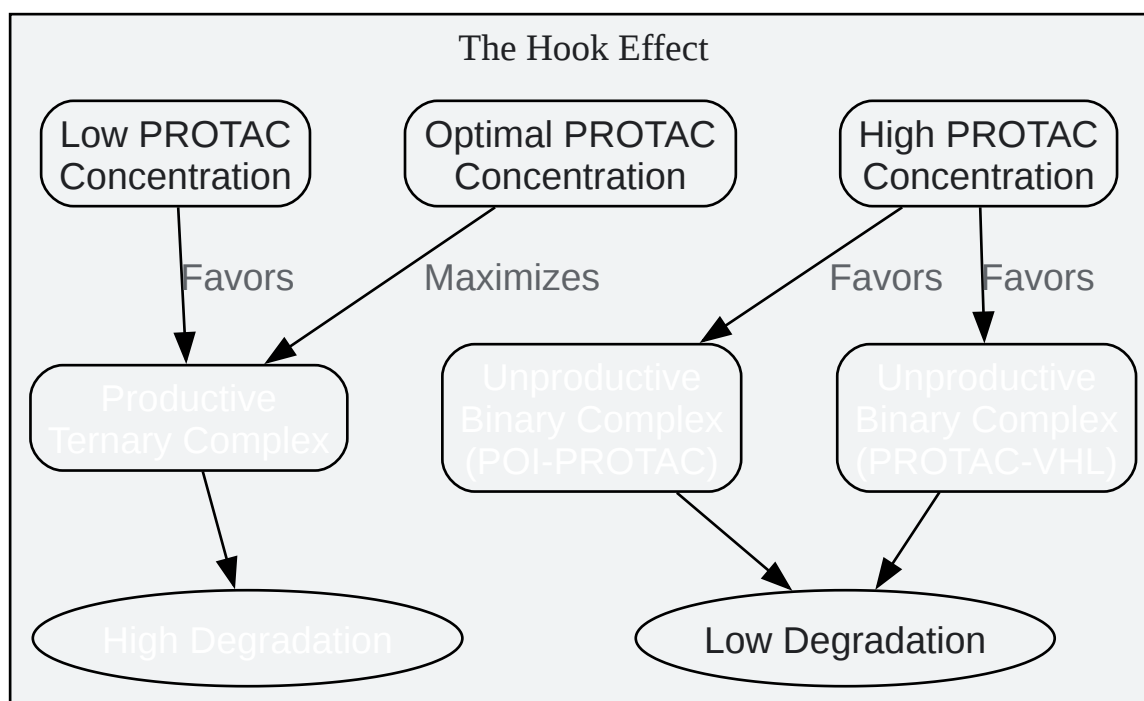 The Hook Effect
Low PROTAC
Concentration
Optimal PROTAC
Concentration
High PROTAC
Concentration
Favors
Maximizes
Favors
Favors
Productive
Ternary Complex
Unproductive
Binary Complex
(POI-PROTAC)
Unproductive
Binary Complex
(PROTAC-VHL)
High Degradation
Low Degradation